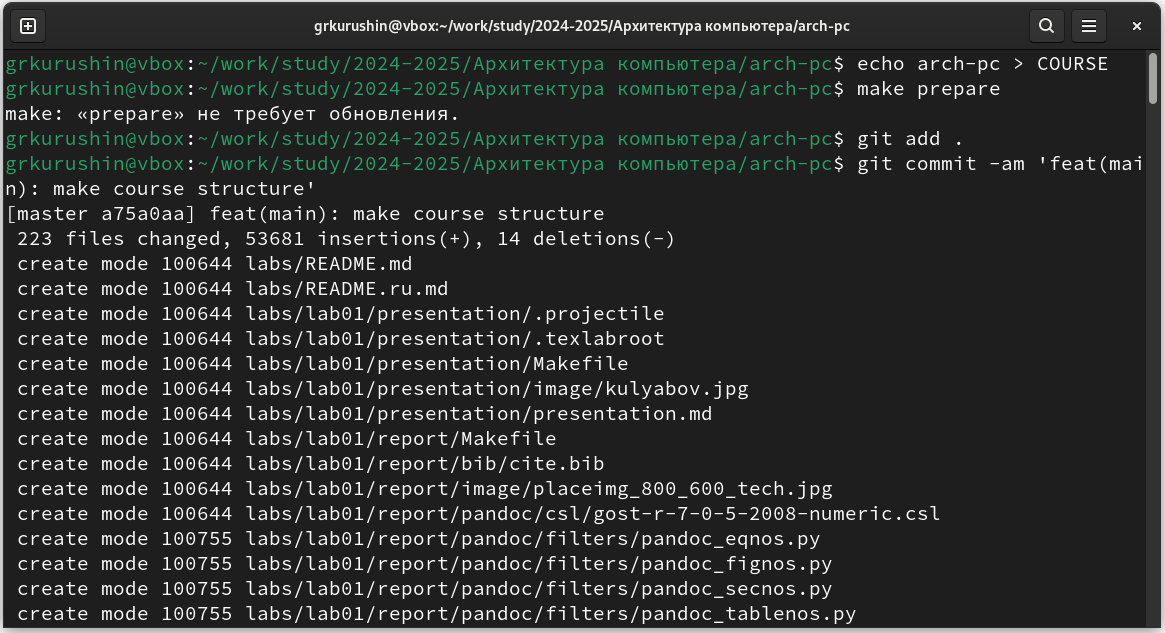 grkurushin@vbox:~/work/study/2024-2025/Архитектура компьютера/arch-pc
grkurushin@vbox:~/work/study/2024-2025/Архитектура компьютера/arch-pc$ echo arch-pc > COURSE
grkurushin@vbox:~/work/study/2024-2025/Архитектура компьютера/arch-pc$ make prepare
make: «prepare» не требует обновления.
grkurushin@vbox:~/work/study/2024-2025/Архитектура компьютера/arch-pc$ git add .
grkurushin@vbox:~/work/study/2024-2025/Архитектура компьютера/arch-pc$ git commit -am 'feat(mai
n): make course structure'
[master a75a0aa] feat(main): make course structure
 223 files changed, 53681 insertions(+), 14 deletions(-)
 create mode 100644 labs/README.md
 create mode 100644 labs/README.ru.md
 create mode 100644 labs/lab01/presentation/.projectile
 create mode 100644 labs/lab01/presentation/.texlabroot
 create mode 100644 labs/lab01/presentation/Makefile
 create mode 100644 labs/lab01/presentation/image/kulyabov.jpg
 create mode 100644 labs/lab01/presentation/presentation.md
 create mode 100644 labs/lab01/report/Makefile
 create mode 100644 labs/lab01/report/bib/cite.bib
 create mode 100644 labs/lab01/report/image/placeimg_800_600_tech.jpg
 create mode 100644 labs/lab01/report/pandoc/csl/gost-r-7-0-5-2008-numeric.csl
 create mode 100755 labs/lab01/report/pandoc/filters/pandoc_eqnos.py
 create mode 100755 labs/lab01/report/pandoc/filters/pandoc_fignos.py
 create mode 100755 labs/lab01/report/pandoc/filters/pandoc_secnos.py
 create mode 100755 labs/lab01/report/pandoc/filters/pandoc_tablenos.py